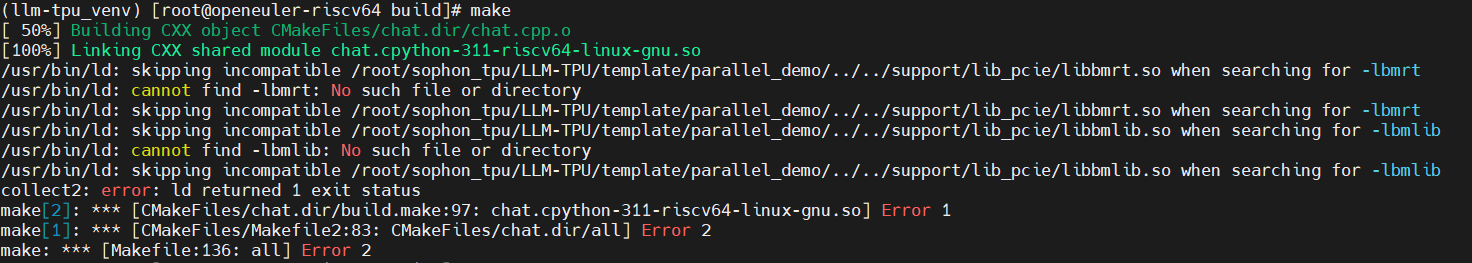 (llm-tpu_venv) [root@openeuler-riscv64 build]# make
[ 50%] Building CXX object CMakeFiles/chat.dir/chat.cpp.o
[100%] Linking CXX shared module chat.cpython-311-riscv64-linux-gnu.so
/usr/bin/ld: skipping incompatible /root/sophon_tpu/LLM-TPU/template/parallel_demo/../../support/lib_pcie/libbmrt.so when searching for -lbmrt
/usr/bin/ld: cannot find -lbmrt: No such file or directory
/usr/bin/ld: skipping incompatible /root/sophon_tpu/LLM-TPU/template/parallel_demo/../../support/lib_pcie/libbmrt.so when searching for -lbmrt
/usr/bin/ld: skipping incompatible /root/sophon_tpu/LLM-TPU/template/parallel_demo/../../support/lib_pcie/libbmlib.so when searching for -lbmlib
/usr/bin/ld: cannot find -lbmlib: No such file or directory
/usr/bin/ld: skipping incompatible /root/sophon_tpu/LLM-TPU/template/parallel_demo/../../support/lib_pcie/libbmlib.so when searching for -lbmlib
collect2: error: ld returned 1 exit status
make[2]: *** [CMakeFiles/chat.dir/build.make:97: chat.cpython-311-riscv64-linux-gnu.so] Error 1
make[1]: *** [CMakeFiles/Makefile2:83: CMakeFiles/chat.dir/all] Error 2
make: *** [Makefile:136: all] Error 2